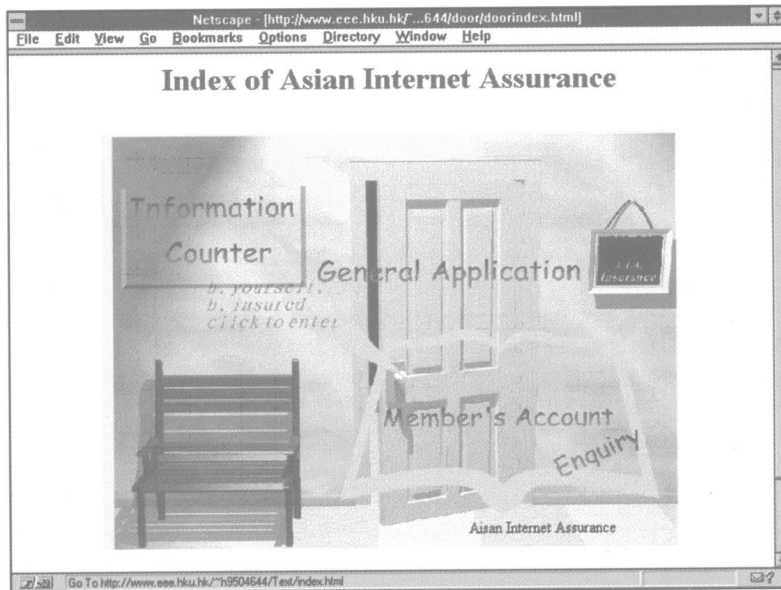 Netscape - [http://www.eee.hku.hk/~...644/door/doorindex.html]
File Edit View Go Bookmarks Options Directory Window Help
Index of Asian Internet Assurance
Information
Counter
General Application
b. yourself,
b. insured,
click to enter
A.I.A.
Insurance
Member's Account
Enquiry
Aisan Internet Assurance
Go To http://www.eee.hku.hk/~h9504644/Text/index.html